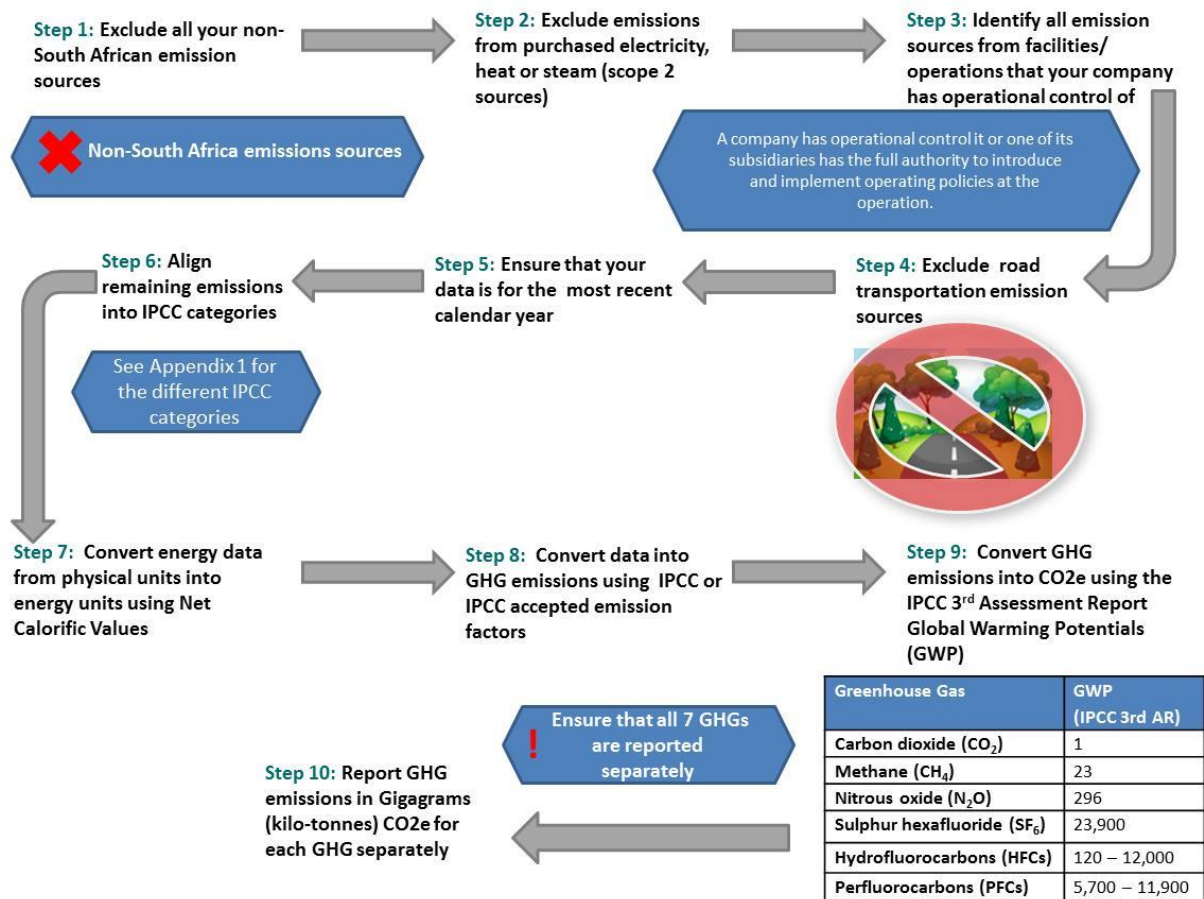 Step 1: Exclude all your non-
South African emission
sources
Step 2: Exclude emissions
from purchased electricity,
heat or steam (scope 2
sources)
Step 3: Identify all emission
sources from facilities/
operations that your company
has operational control of
Non-South Africa emissions sources
A company has operational control it or one of its
subsidiaries has the full authority to introduce
and implement operating policies at the
operation.
Step 4: Exclude road
transportation emission
sources
Step 5: Ensure that your
data is for the most recent
calendar year
Step 6: Align
remaining emissions
into IPCC categories
See Appendix 1 for
the different IPCC
categories
Step 7: Convert energy data
from physical units into
energy units using Net
Calorific Values
Step 8: Convert data into
GHG emissions using IPCC or
IPCC accepted emission
factors
Step 9: Convert GHG
emissions into CO2e using the
IPCC 3rd Assessment Report
Global Warming Potentials
(GWP)
Greenhouse Gas GWP
(IPCC 3rd AR)
Carbon dioxide (CO₂) 1
Methane (CH₄) 23
Nitrous oxide (N₂O) 296
Sulphur hexafluoride (SF₆) 23,900
Hydrofluorocarbons (HFCs) 120 – 12,000
Perfluorocarbons (PFCs) 5,700 – 11,900
! Ensure that all 7 GHGs
are reported
separately
Step 10: Report GHG
emissions in Gigagrams
(kilo-tonnes) CO2e for
each GHG separately